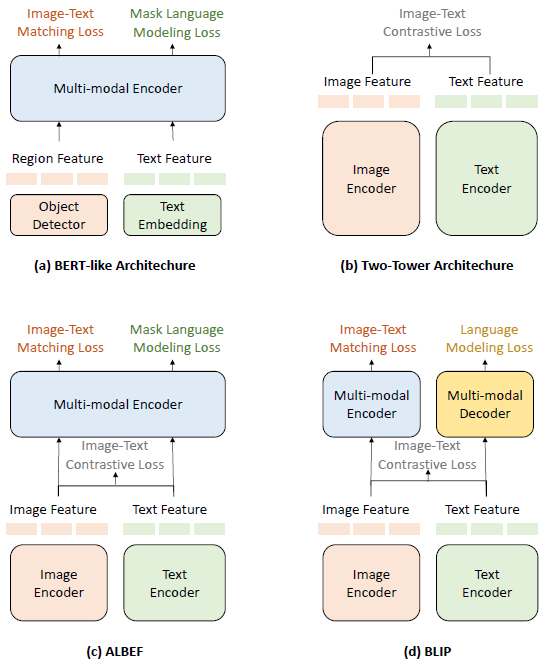 Image-Text
Matching Loss
Mask Language
Modeling Loss
Multi-modal Encoder
Region Feature
Text Feature
Object
Detector
Text
Embedding
(a) BERT-like Architechure
Image-Text
Contrastive Loss
Image Feature
Text Feature
Image
Encoder
Text
Encoder
(b) Two-Tower Architecture
Image-Text
Matching Loss
Mask Language
Modeling Loss
Multi-modal Encoder
Image-Text
Contrastive Loss
Image Feature
Text Feature
Image
Encoder
Text
Encoder
(c) ALBEF
Image-Text
Matching Loss
Language
Modeling Loss
Multi-modal
Encoder
Multi-modal
Decoder
Image-Text
Contrastive Loss
Image Feature
Text Feature
Image
Encoder
Text
Encoder
(d) BLIP